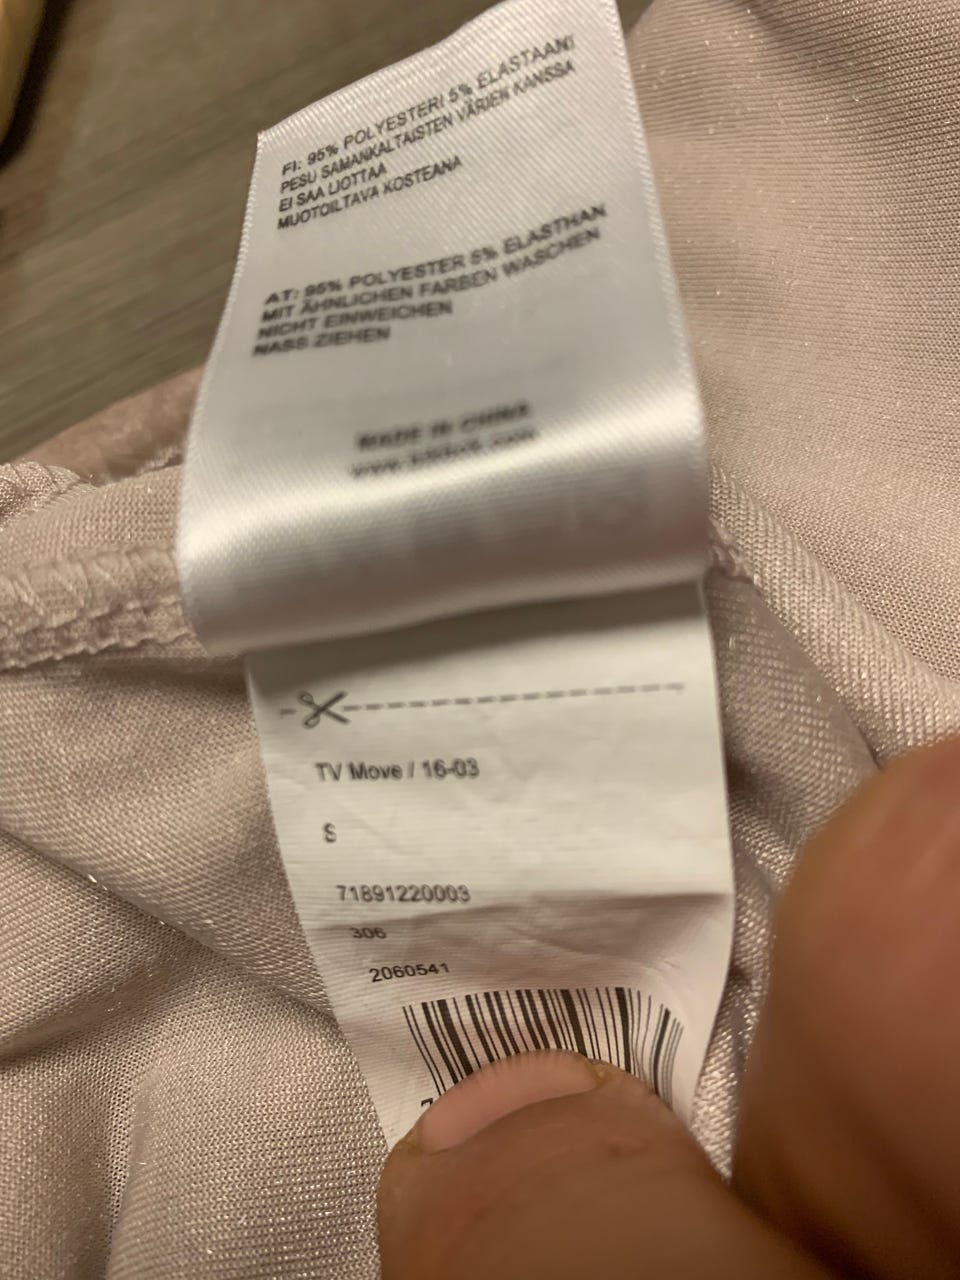 FI: 95% POLYESTERI 5% ELASTAANI
PESU SAMANKALTAISTEN VÄRIEN KANSSA
EI SAA LIOTTAA
MUOTOILTAVA KOSTEANA
AT: 95% POLYESTER 5% ELASTHAN
MIT ÄHNLICHEN FARBEN WASCHEN
NICHT EINWEICHEN
NASS ZIEHEN
MADE IN CHINA
TV Move / 16-03
S
71891220003
306
2060541
7